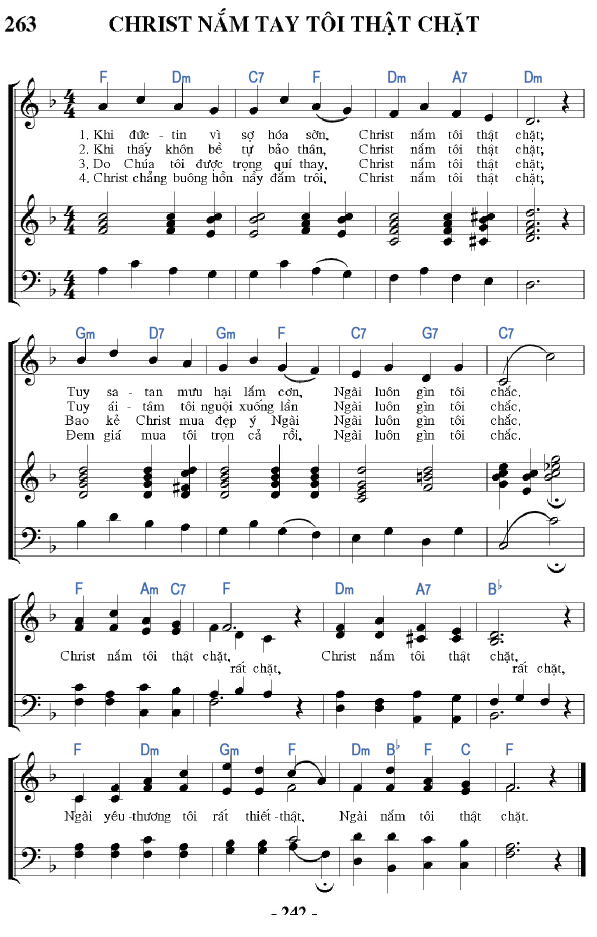 263 CHRIST NẮM TAY TÔI THẬT CHẶT
F Dm C7 F Dm A7 Dm
1. Khi đức - tin vì sợ hóa sờn, Christ nắm tôi thật chặt;
2. Khi thấy khôn bề tự bảo thân, Christ nắm tôi thật chặt;
3. Do Chúa tôi được trọng quí thay, Christ nắm tôi thật chặt;
4. Christ chẳng buông hồn nầy đắm trôi, Christ nắm tôi thật chặt;
Gm D7 Gm F C7 G7 C7
Tuy sa- tan mưu hại lắm cơn, Ngài luôn gìn tôi chắc.
Tuy ái- tâm tôi nguội xuống lần Ngài luôn gìn tôi chắc.
Bao kẻ Christ mua đẹp ý Ngài Ngài luôn gìn tôi chắc.
Đem giá mua tôi trọn cả rồi, Ngài luôn gìn tôi chắc.
F Am C7 F Dm A7 B♭
Christ nắm tôi thật chặt, Christ nắm tôi thật chặt,
rất chặt, rất chặt,
F Dm Gm F Dm B♭ F C F
Ngài yêu -thương tôi rất thiết-thật, Ngài nắm tôi thật chặt.
- 242 -